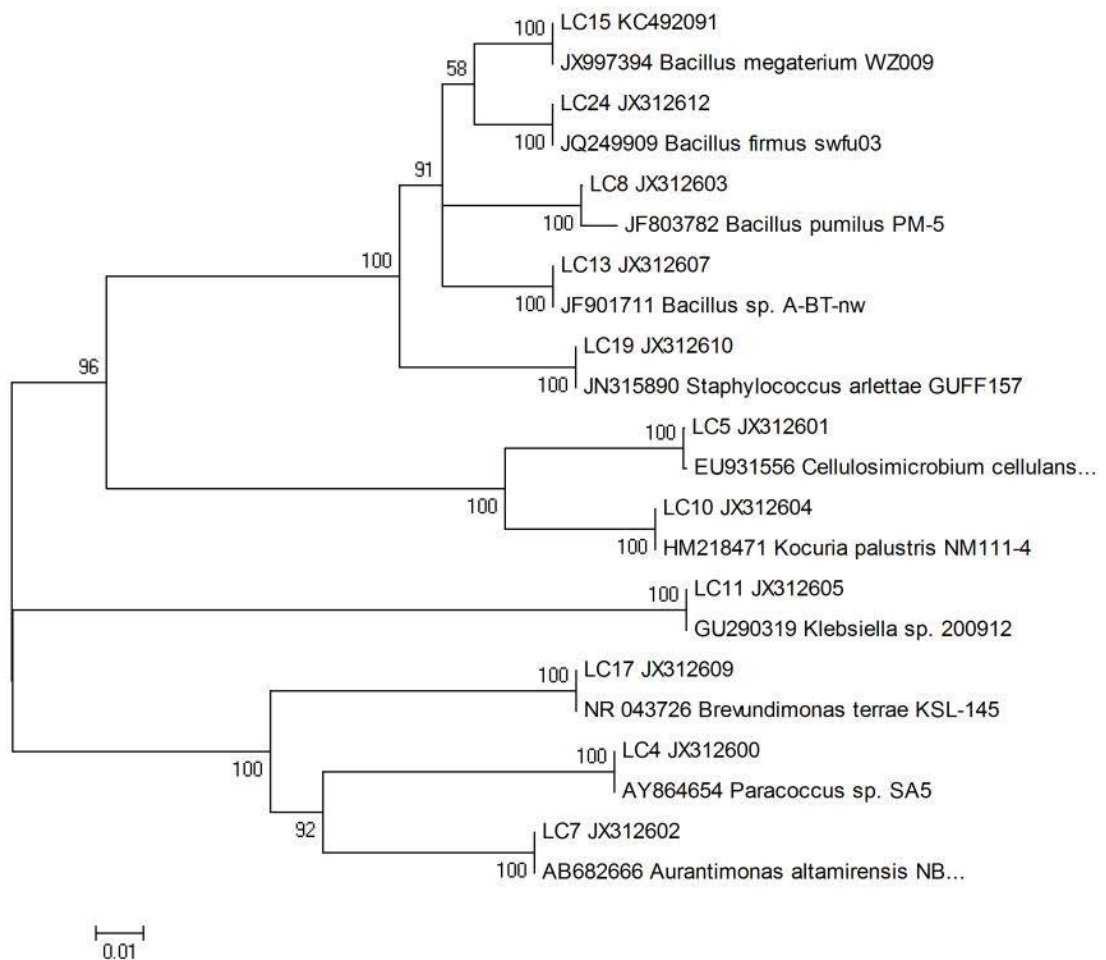 100 LC15 KC492091
JX997394 Bacillus megaterium WZ009
58
LC24 JX312612
100 JQ249909 Bacillus firmus swfu03
91
LC8 JX312603
100 JF803782 Bacillus pumilus PM-5
100
LC13 JX312607
100 JF901711 Bacillus sp. A-BT-nw
LC19 JX312610
96
100 JN315890 Staphylococcus arlettae GUFF157
100 LC5 JX312601
EU931556 Cellulosimicrobium cellulans...
100
LC10 JX312604
100 HM218471 Kocuria palustris NM111-4
100 LC11 JX312605
GU290319 Klebsiella sp. 200912
100 LC17 JX312609
NR 043726 Brevundimonas terrae KSL-145
100 LC4 JX312600
100
AY864654 Paracoccus sp. SA5
92 LC7 JX312602
100 AB682666 Aurantimonas altamirensis NB...
0.01